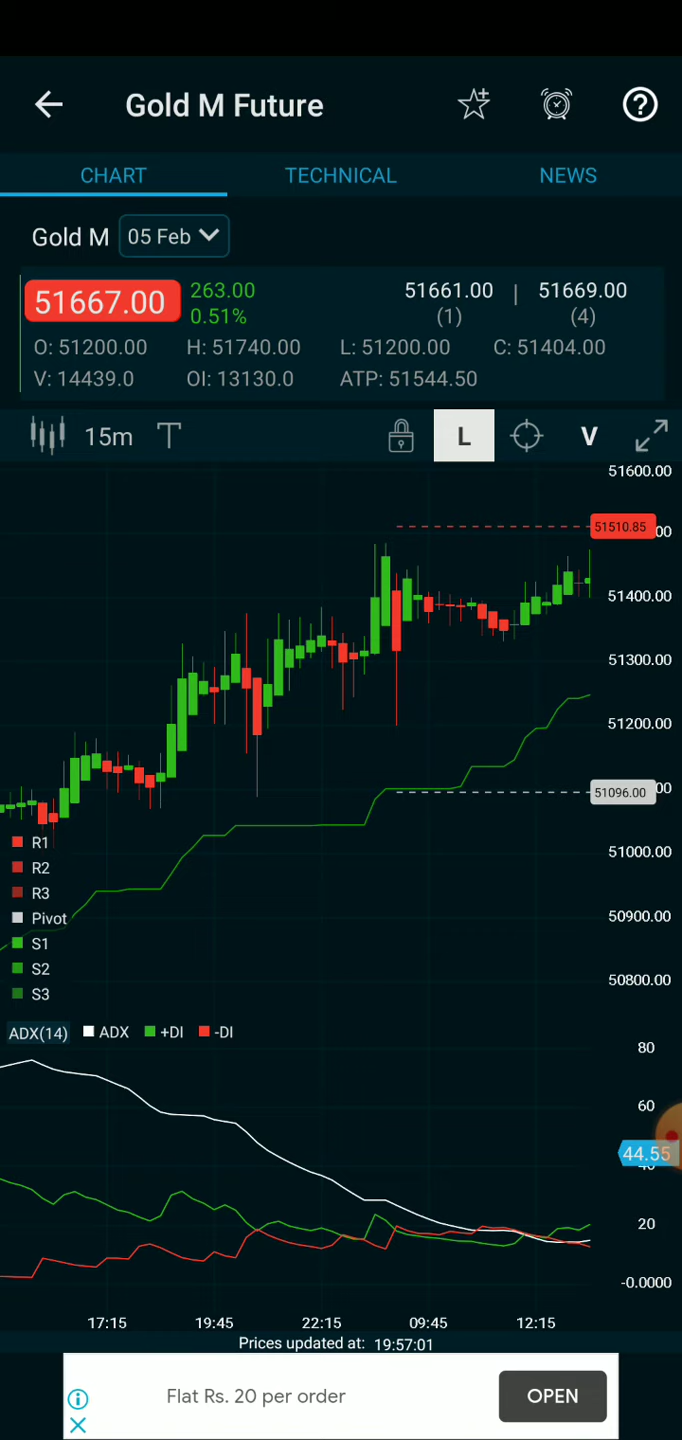 Gold M Future
CHART TECHNICAL NEWS
Gold M 05 Feb
51667.00 263.00 0.51% 51661.00 (1) | 51669.00 (4)
O: 51200.00 H: 51740.00 L: 51200.00 C: 51404.00
V: 14439.0 OI: 13130.0 ATP: 51544.50
15m T L V
51600.00
51510.85 00
51400.00
51300.00
51200.00
51096.00 00
51000.00
50900.00
50800.00
R1
R2
R3
Pivot
S1
S2
S3
ADX(14) ADX +DI -DI
80
60
44.55
40
20
-0.0000
17:15 19:45 22:15 09:45 12:15
Prices updated at: 19:57:01
Flat Rs. 20 per order OPEN